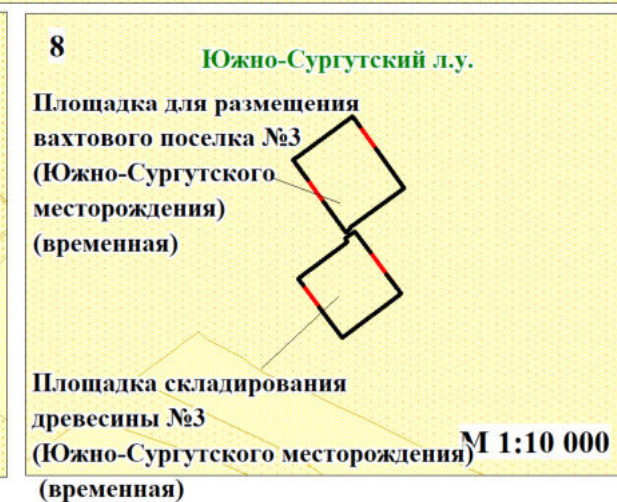 8
Южно-Сургутский л.у.
Площадка для размещения
вахтового поселка №3
(Южно-Сургутского
месторождения)
(временная)
Площадка складирования
древесины №3
(Южно-Сургутского месторождения)
М 1:10 000
(временная)